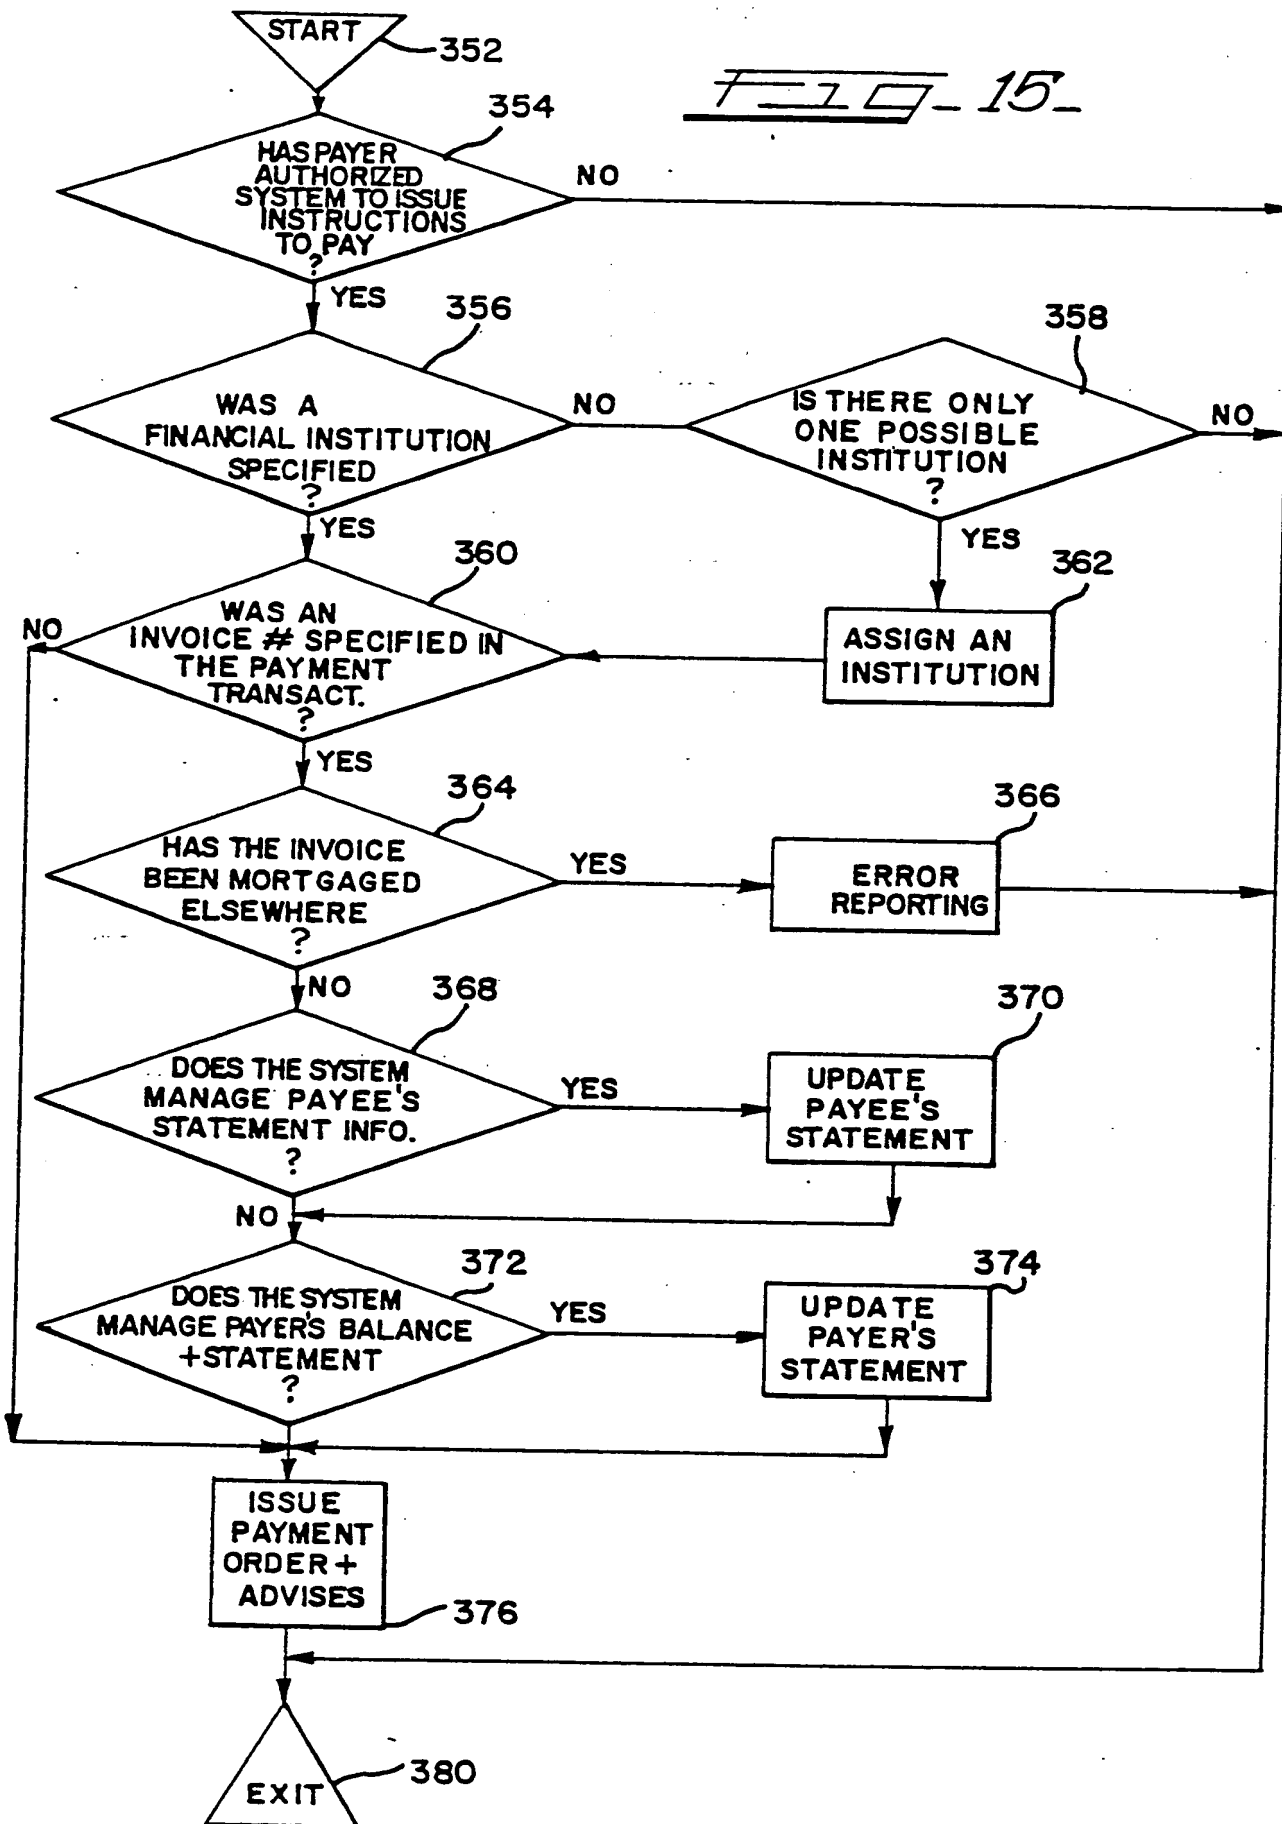 START
352
Fig-15-
354
HAS PAYER
AUTHORIZED
SYSTEM TO ISSUE
INSTRUCTIONS
TO PAY
?
NO
YES
356
WAS A
FINANCIAL INSTITUTION
SPECIFIED
?
NO
358
IS THERE ONLY
ONE POSSIBLE
INSTITUTION
?
NO
YES
YES
360
WAS AN
INVOICE # SPECIFIED IN
THE PAYMENT
TRANSACT.
?
NO
362
ASSIGN AN
INSTITUTION
YES
364
HAS THE INVOICE
BEEN MORTGAGED
ELSEWHERE
?
YES
366
ERROR
REPORTING
NO
368
DOES THE SYSTEM
MANAGE PAYEE'S
STATEMENT INFO.
?
YES
370
UPDATE
PAYEE'S
STATEMENT
NO
372
DOES THE SYSTEM
MANAGE PAYER'S BALANCE
+STATEMENT
?
YES
374
UPDATE
PAYER'S
STATEMENT
ISSUE
PAYMENT
ORDER +
ADVISES
376
EXIT
380